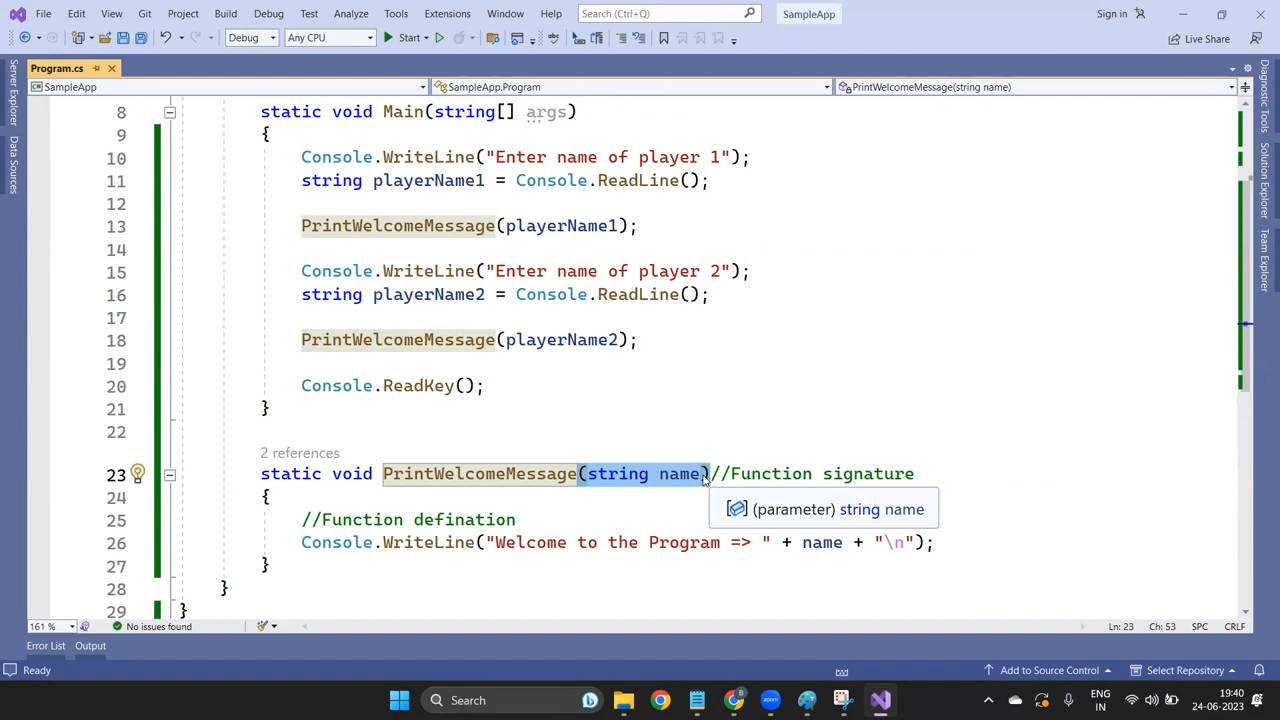 File Edit View Git Project Build Debug Test Analyze Tools Extensions Window Help Search (Ctrl+Q) SampleApp Sign in
Debug Any CPU Start Live Share
Program.cs
SampleApp SampleApp.Program PrintWelcomeMessage(string name)
Server Explorer
Data Sources
Diagnostic Tools
Solution Explorer
Team Explorer
8 static void Main(string[] args)
9 {
10 Console.WriteLine("Enter name of player 1");
11 string playerName1 = Console.ReadLine();
12
13 PrintWelcomeMessage(playerName1);
14
15 Console.WriteLine("Enter name of player 2");
16 string playerName2 = Console.ReadLine();
17
18 PrintWelcomeMessage(playerName2);
19
20 Console.ReadKey();
21 }
22
2 references
23 static void PrintWelcomeMessage(string name)//Function signature
24 {
(parameter) string name
25 //Function defination
26 Console.WriteLine("Welcome to the Program => " + name + "\n");
27 }
28 }
29 }
161 % No issues found Ln: 23 Ch: 53 SPC CRLF
Error List Output
Ready Add to Source Control Select Repository
Search ENG 19:40
IN 24-06-2023